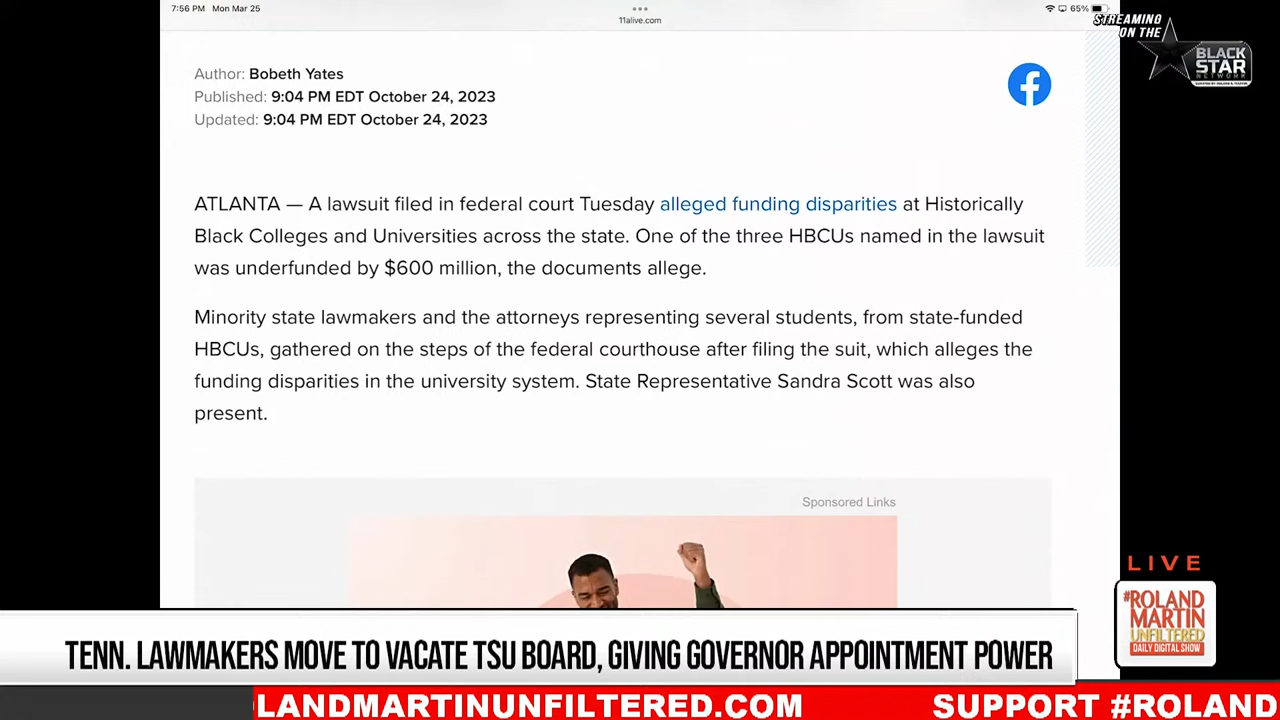 7:56 PM Mon Mar 25
11alive.com
65%
STREAMING
ON THE
BLACK
STAR
NETWORK
Author: Bobeth Yates
Published: 9:04 PM EDT October 24, 2023
Updated: 9:04 PM EDT October 24, 2023
ATLANTA — A lawsuit filed in federal court Tuesday alleged funding disparities at Historically
Black Colleges and Universities across the state. One of the three HBCUs named in the lawsuit
was underfunded by $600 million, the documents allege.
Minority state lawmakers and the attorneys representing several students, from state-funded
HBCUs, gathered on the steps of the federal courthouse after filing the suit, which alleges the
funding disparities in the university system. State Representative Sandra Scott was also
present.
Sponsored Links
LIVE
#ROLAND
MARTIN
UNFILTERED
DAILY DIGITAL SHOW
TENN. LAWMAKERS MOVE TO VACATE TSU BOARD, GIVING GOVERNOR APPOINTMENT POWER
LANDMARTINUNFILTERED.COM SUPPORT #ROLAND